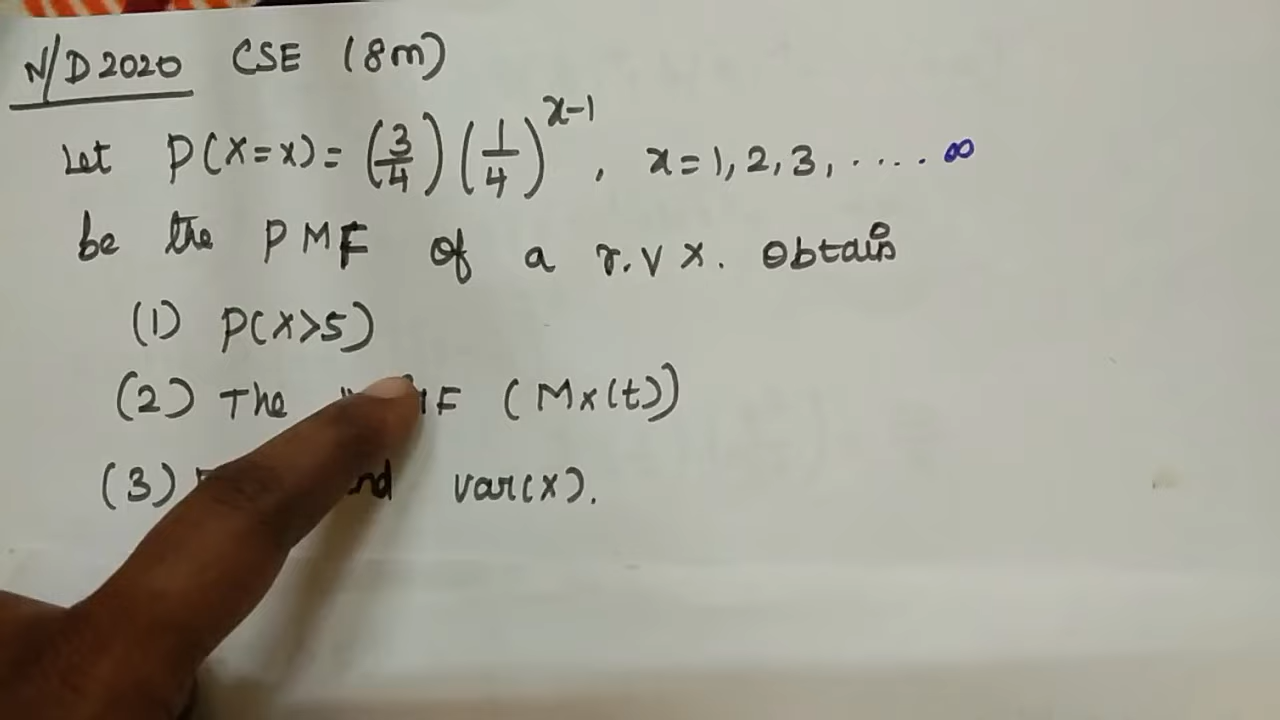 N/D 2020 CSE (8m)
Let P(X=x) = (3/4) (1/4)^x-1, x = 1, 2, 3, .... ∞
be the PMF of a r.v X. Obtain
(1) P(X>5)
(2) The (Mx(t))
(3) var(X).